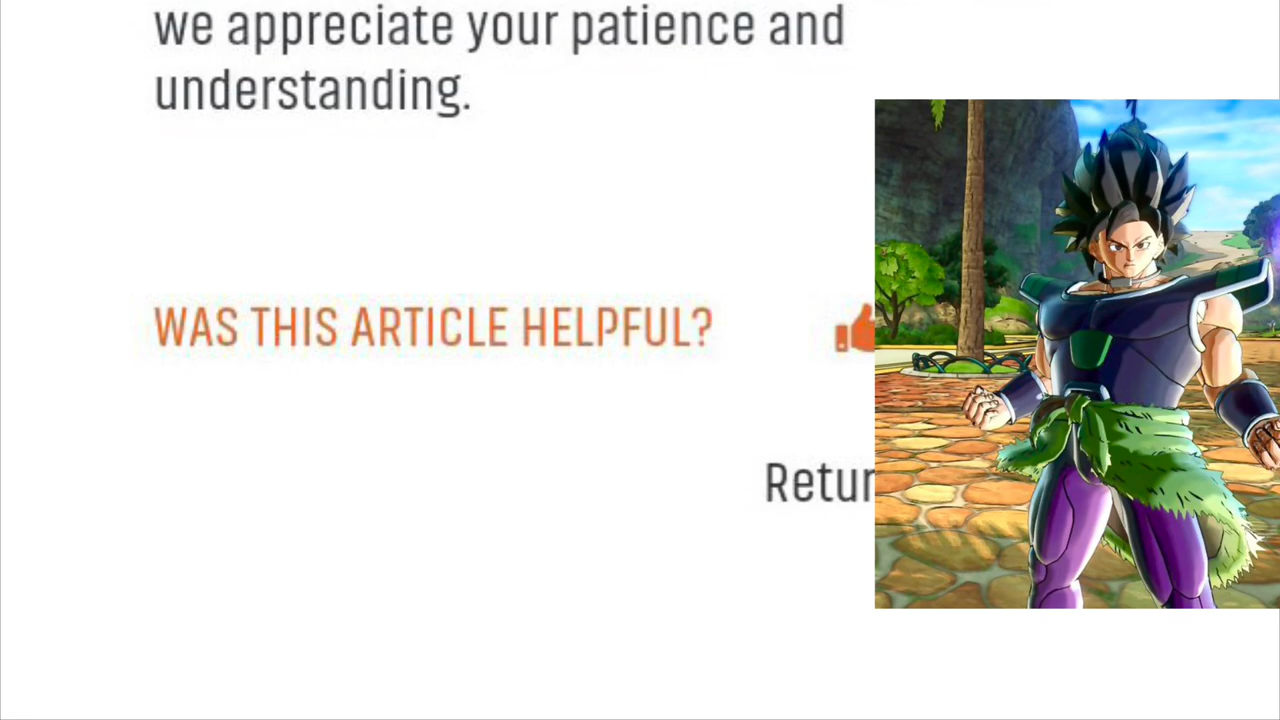 we appreciate your patience and
understanding.
WAS THIS ARTICLE HELPFUL?
Retur